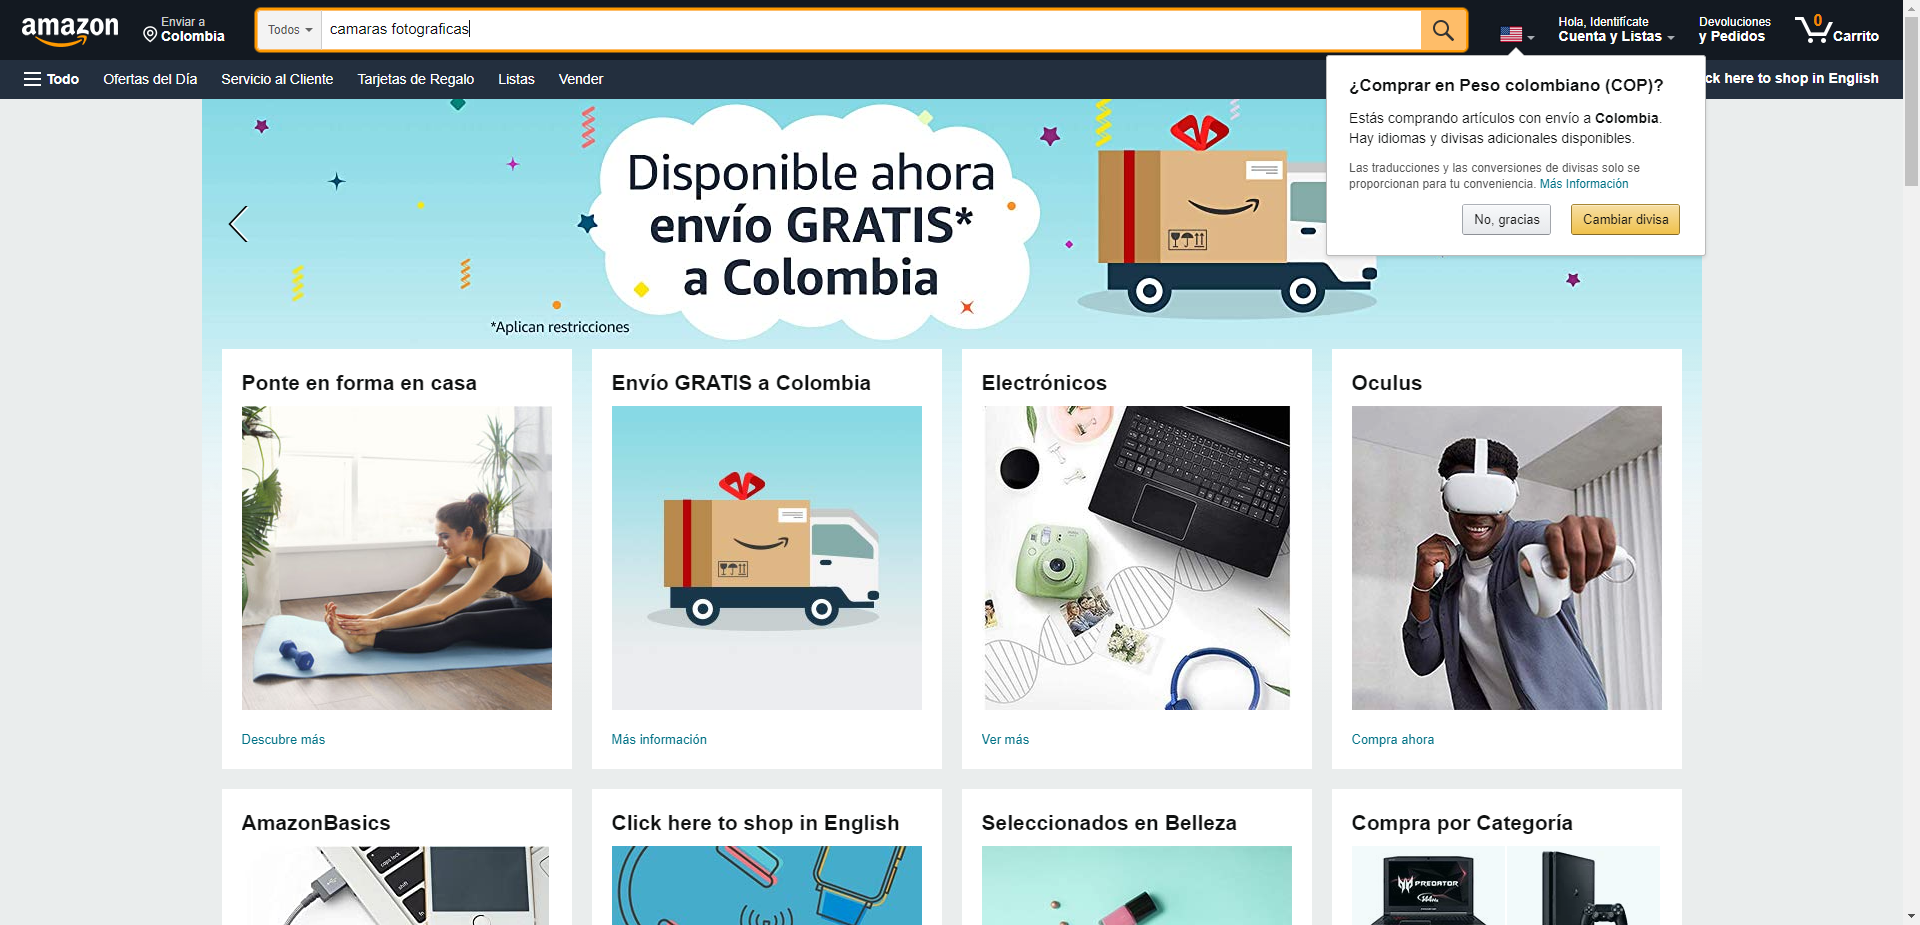 amazon
Enviar a
Colombia
Todos
camaras fotograficas
Hola, Identifícate
Cuenta y Listas
Devoluciones
y Pedidos
0
Carrito
Todo
Ofertas del Día
Servicio al Cliente
Tarjetas de Regalo
Listas
Vender
ck here to shop in English
¿Comprar en Peso colombiano (COP)?
Estás comprando artículos con envío a Colombia.
Hay idiomas y divisas adicionales disponibles.
Las traducciones y las conversiones de divisas solo se
proporcionan para tu conveniencia. Más Información
No, gracias
Cambiar divisa
Disponible ahora
envío GRATIS*
a Colombia
*Aplican restricciones
Ponte en forma en casa
Envío GRATIS a Colombia
Electrónicos
Oculus
Descubre más
Más información
Ver más
Compra ahora
AmazonBasics
Click here to shop in English
Seleccionados en Belleza
Compra por Categoría
caps lock
shift
PREDATOR